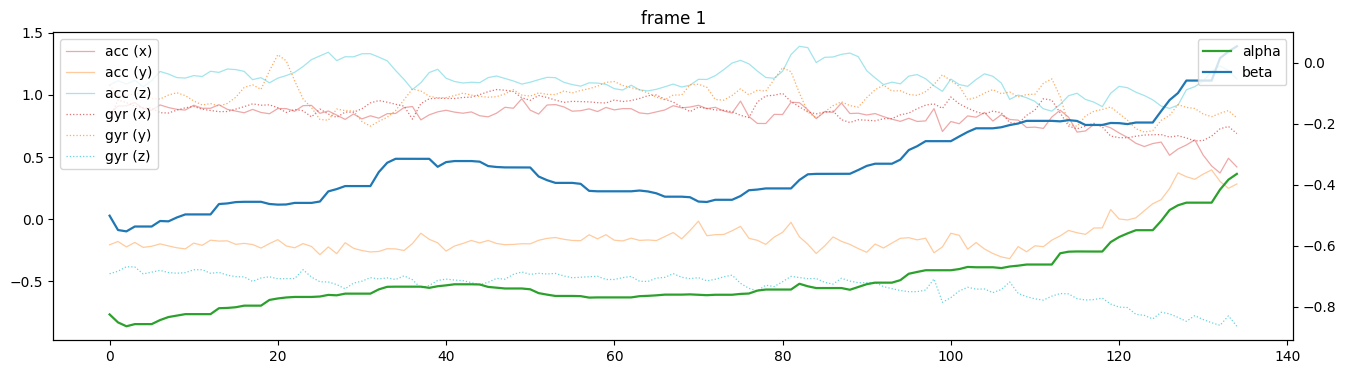 frame 1
1.5
1.0
0.5
0.0
−0.5
acc (x)
acc (y)
acc (z)
gyr (x)
gyr (y)
gyr (z)
alpha
beta
0.0
−0.2
−0.4
−0.6
−0.8
0 20 40 60 80 100 120 140